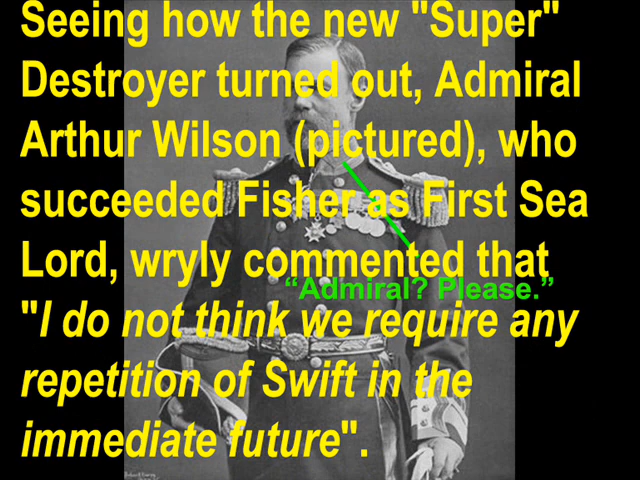 Seeing how the new "Super"
Destroyer turned out, Admiral
Arthur Wilson (pictured), who
succeeded Fisher as First Sea
Lord, wryly commented that
“Admiral? Please.”
"I do not think we require any
repetition of Swift in the
immediate future".